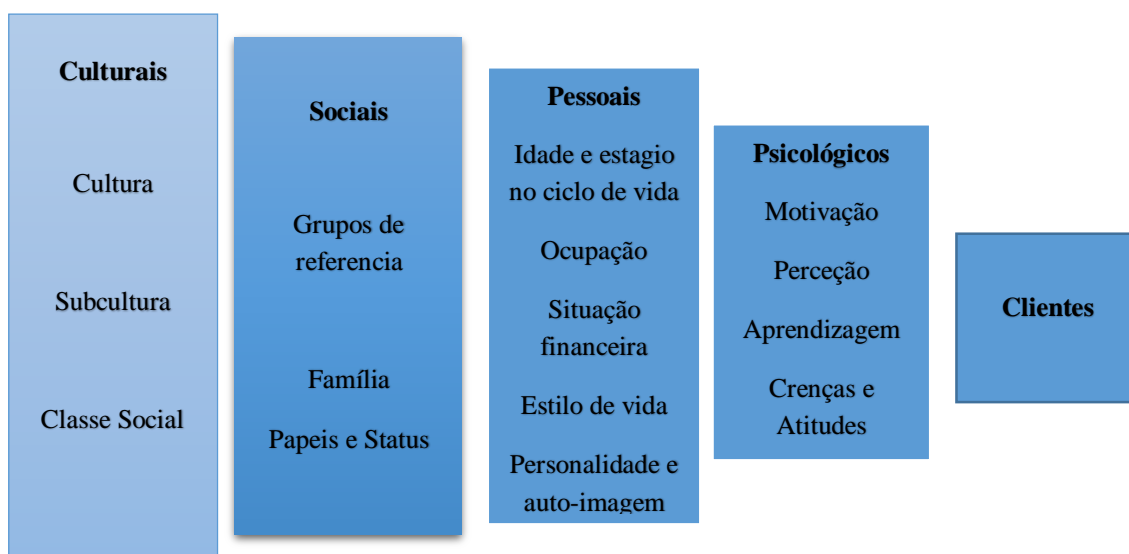 Culturais
Cultura
Subcultura
Classe Social
Sociais
Grupos de
referencia
Família
Papeis e Status
Pessoais
Idade e estagio
no ciclo de vida
Ocupação
Situação
financeira
Estilo de vida
Personalidade e
auto-imagem
Psicológicos
Motivação
Perceção
Aprendizagem
Crenças e
Atitudes
Clientes